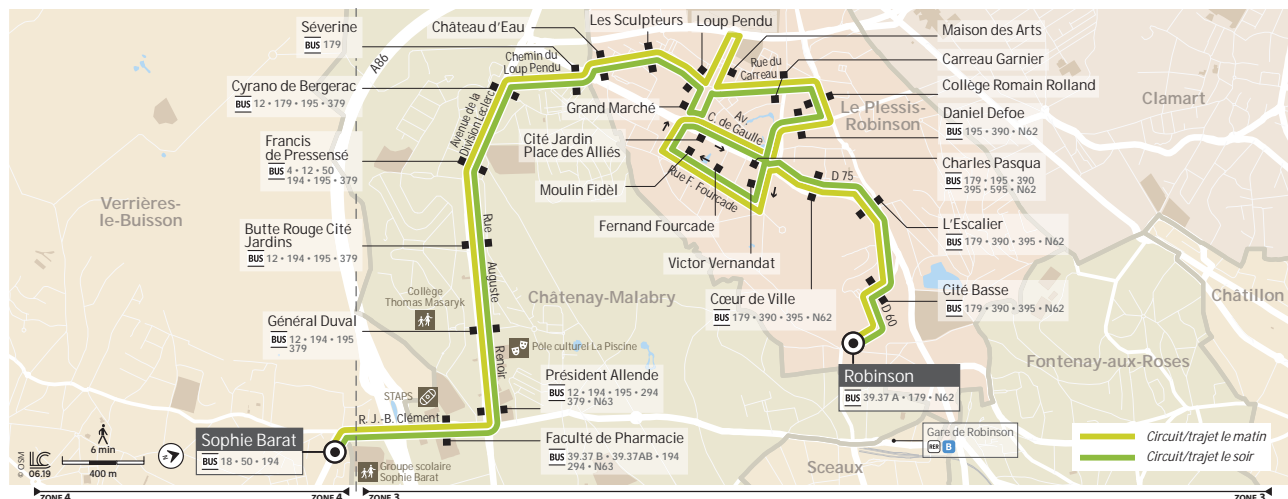 Séverine
BUS 179
Château d'Eau
Les Sculpteurs
Loup Pendu
Maison des Arts
Carreau Garnier
Collège Romain Rolland
Daniel Defoe
BUS 195 • 390 • N62
Charles Pasqua
BUS 179 • 195 • 390
395 • 595 • N62
L'Escalier
BUS 179 • 390 • 395 • N62
Cité Basse
BUS 179 • 390 • 395 • N62
Cyrano de Bergerac
BUS 12 • 179 • 195 • 379
Francis
de Pressensé
BUS 4 • 12 • 50
194 • 195 • 379
Butte Rouge Cité
Jardins
BUS 12 • 194 • 195 • 379
Général Duval
BUS 12 • 194 • 195
379
Sophie Barat
BUS 18 • 50 • 194
A86
Chemin du
Loup Pendu
Avenue de la
Division Leclerc
Rue du
Carreau
Grand Marché
Av.
C. de Gaulle
Cité Jardin
Place des Alliés
Moulin Fidèl
Rue F. Fourcade
Fernand Fourcade
Victor Vernandat
Cœur de Ville
BUS 179 • 390 • 395 • N62
D 75
D 60
Le Plessis-
Robinson
Clamart
Châtillon
Fontenay-aux-Roses
Sceaux
Châtenay-Malabry
Verrières-
le-Buisson
Rue
Auguste
Renoir
Collège
Thomas Masaryk
Pôle culturel La Piscine
STAPS
R. J.-B. Clément
Groupe scolaire
Sophie Barat
Président Allende
BUS 12 • 194 • 195 • 294
379 • N63
Faculté de Pharmacie
BUS 39.37 B • 39.37AB • 194
294 • N63
Robinson
BUS 39.37 A • 179 • N62
Gare de Robinson
RER B
Circuit/trajet le matin
Circuit/trajet le soir
6 min
400 m
© OSM
LC
06.19
ZONE 4
ZONE 4
ZONE 3
ZONE 3